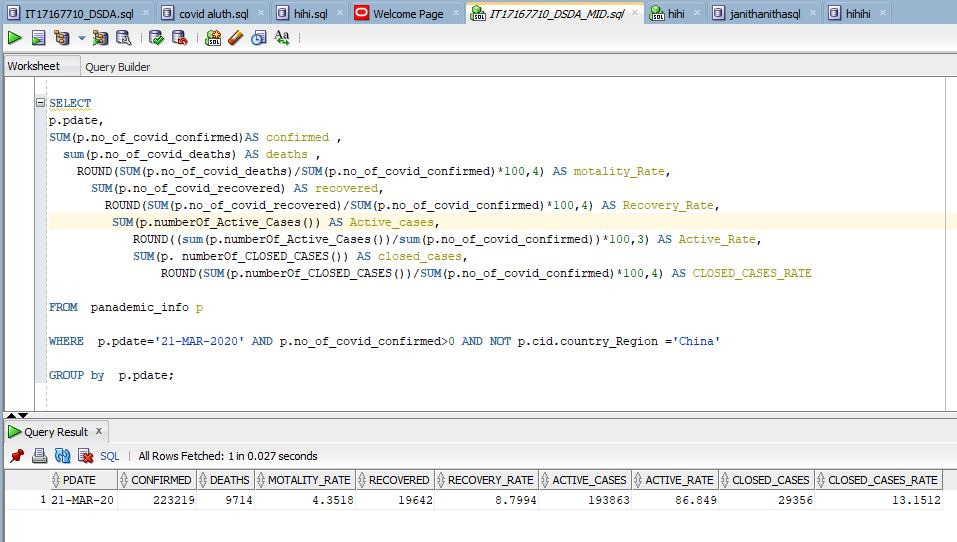 IT17167710_DSDA.sql covid aluth.sql hihi.sql Welcome Page IT17167710_DSDA_MID.sql hihi janithanithasql hihihi
Worksheet Query Builder
SELECT
p.pdate,
SUM(p.no_of_covid_confirmed)AS confirmed ,
sum(p.no_of_covid_deaths) AS deaths ,
ROUND(SUM(p.no_of_covid_deaths)/SUM(p.no_of_covid_confirmed)*100,4) AS motality_Rate,
SUM(p.no_of_covid_recovered) AS recovered,
ROUND(SUM(p.no_of_covid_recovered)/SUM(p.no_of_covid_confirmed)*100,4) AS Recovery_Rate,
SUM(p.numberOf_Active_Cases()) AS Active_cases,
ROUND((sum(p.numberOf_Active_Cases())/sum(p.no_of_covid_confirmed))*100,3) AS Active_Rate,
SUM(p. numberOf_CLOSED_CASES()) AS closed_cases,
ROUND(SUM(p.numberOf_CLOSED_CASES())/SUM(p.no_of_covid_confirmed)*100,4) AS CLOSED_CASES_RATE
FROM panademic_info p
WHERE p.pdate='21-MAR-2020' AND p.no_of_covid_confirmed>0 AND NOT p.cid.country_Region ='China'
GROUP by p.pdate;
Query Result x
SQL | All Rows Fetched: 1 in 0.027 seconds
PDATE CONFIRMED DEATHS MOTALITY_RATE RECOVERED RECOVERY_RATE ACTIVE_CASES ACTIVE_RATE CLOSED_CASES CLOSED_CASES_RATE
1 21-MAR-20 223219 9714 4.3518 19642 8.7994 193863 86.849 29356 13.1512